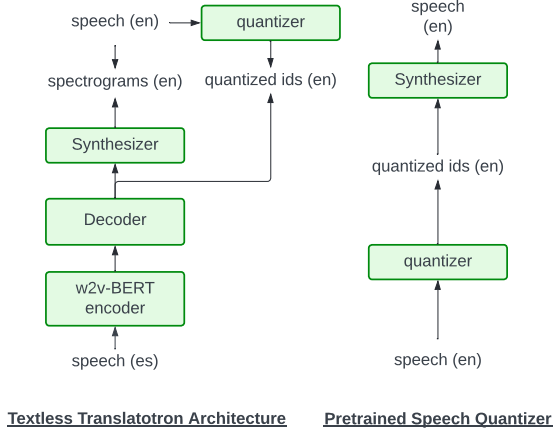 speech (en)
quantizer
spectrograms (en)
quantized ids (en)
Synthesizer
Decoder
w2v-BERT
encoder
speech (es)
Textless Translatotron Architecture
speech
(en)
Synthesizer
quantized ids (en)
quantizer
speech (en)
Pretrained Speech Quantizer